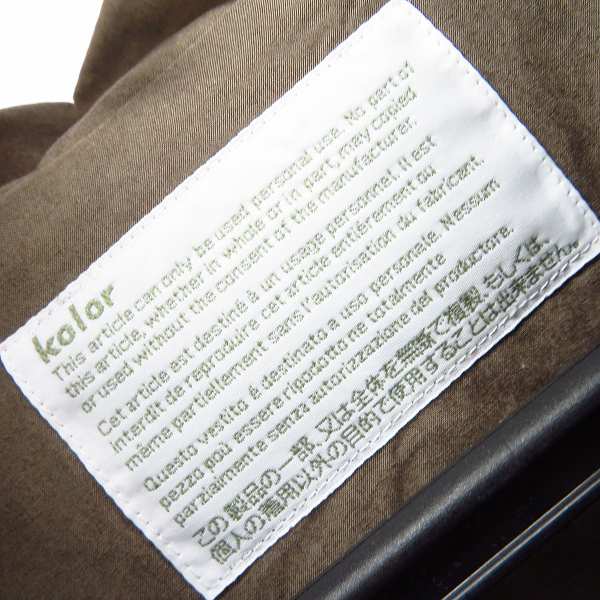 kolor
This article can only be used personal use. No part of
this article, whether in whole or in part, may copied
or used without the consent of the manufacturer.
Cet article est destiné à un usage personnel. Il est
interdit de reproduire cet article entièrement ou
même partiellement sans l'autorisation du fabricant.
Questo vestito é destinato a uso personale. Nessum
pezzo pou essere ripodotto ne totalmente
parzialmente senza autorizzazione del productore.
この製品の一部、又は全体を無断で複製、もしくは、
個人の着用以外の目的で使用することは出来ません。